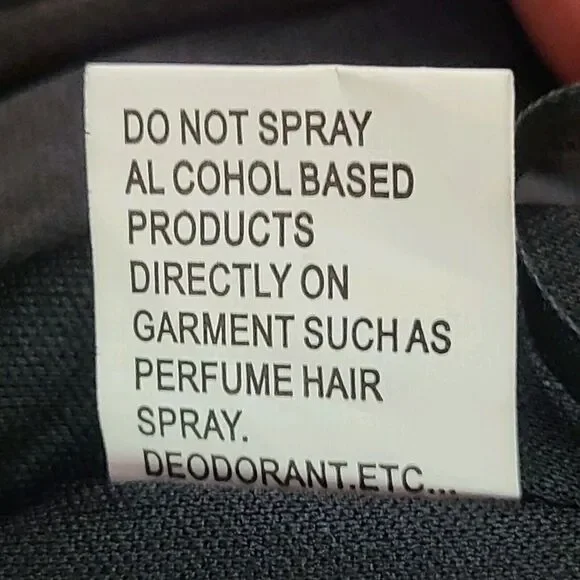 DO NOT SPRAY
AL COHOL BASED
PRODUCTS
DIRECTLY ON
GARMENT SUCH AS
PERFUME HAIR
SPRAY.
DEODORANT.ETC...